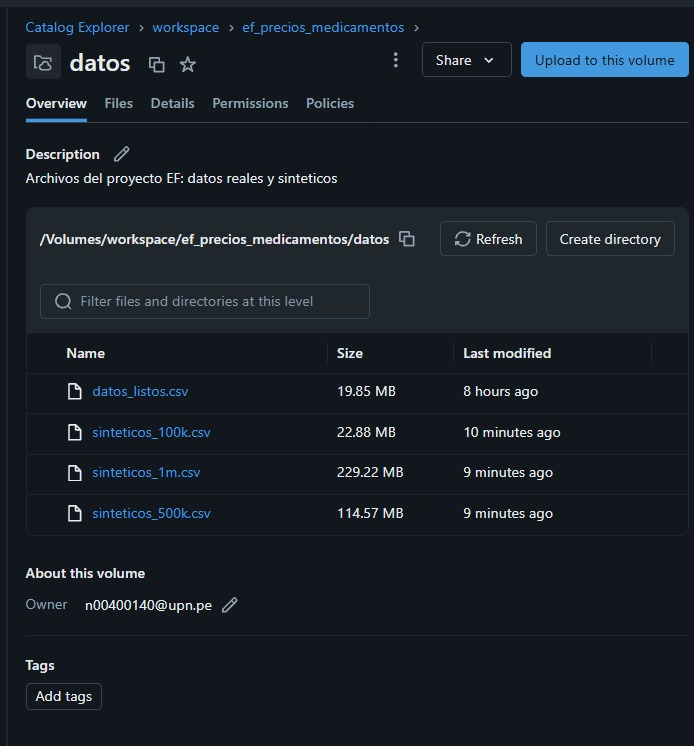 Catalog Explorer › workspace › ef_precios_medicamentos ›
datos
Share
Upload to this volume
Overview Files Details Permissions Policies
Description
Archivos del proyecto EF: datos reales y sinteticos
/Volumes/workspace/ef_precios_medicamentos/datos
Refresh
Create directory
Filter files and directories at this level
Name Size Last modified
datos_listos.csv 19.85 MB 8 hours ago
sinteticos_100k.csv 22.88 MB 10 minutes ago
sinteticos_1m.csv 229.22 MB 9 minutes ago
sinteticos_500k.csv 114.57 MB 9 minutes ago
About this volume
Owner n00400140@upn.pe
Tags
Add tags